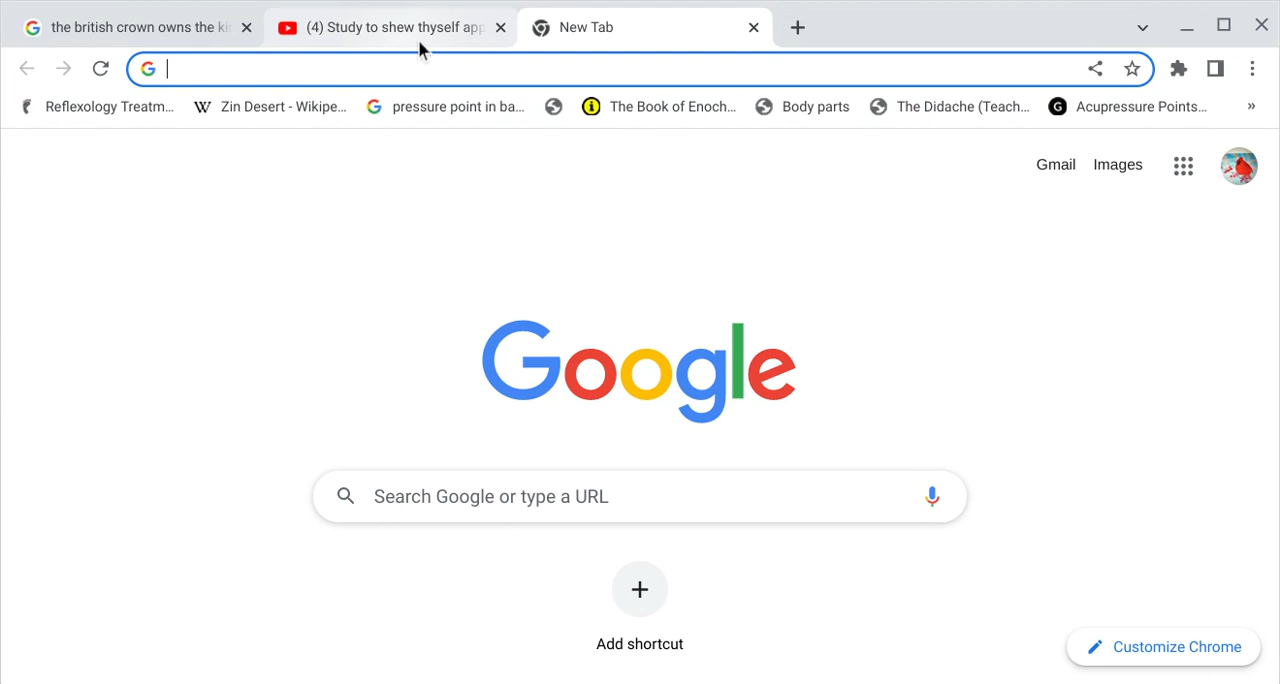 the british crown owns the ki
(4) Study to shew thyself app
New Tab
Reflexology Treatm...
Zin Desert - Wikipe...
pressure point in ba...
The Book of Enoch...
Body parts
The Didache (Teach...
Acupressure Points...
»
Gmail
Images
Google
Search Google or type a URL
Add shortcut
Customize Chrome